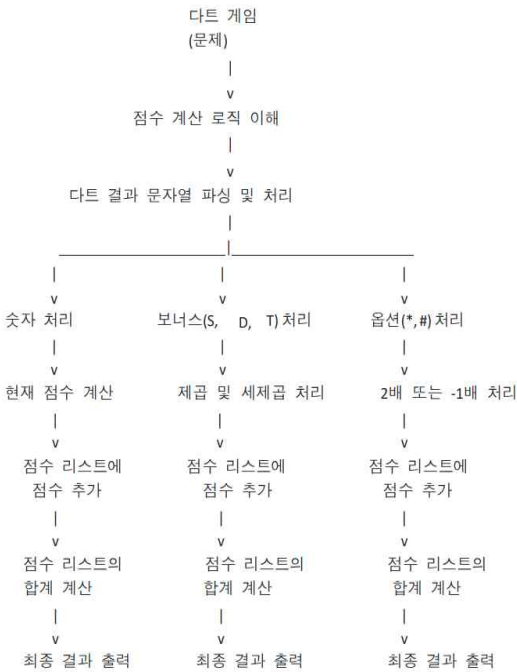 다트 게임
(문제)
|
v
점수 계산 로직 이해
|
v
다트 결과 문자열 파싱 및 처리
|
|
| | |
v v v
숫자 처리 보너스(S, D, T) 처리 옵션(*,#) 처리
| | |
v v v
현재 점수 계산 제곱 및 세제곱 처리 2배 또는 -1배 처리
| | |
v v v
점수 리스트에 점수 리스트에 점수 리스트에
점수 추가 점수 추가 점수 추가
| | |
v v v
점수 리스트의 점수 리스트의 점수 리스트의
합계 계산 합계 계산 합계 계산
| | |
v v v
최종 결과 출력 최종 결과 출력 최종 결과 출력